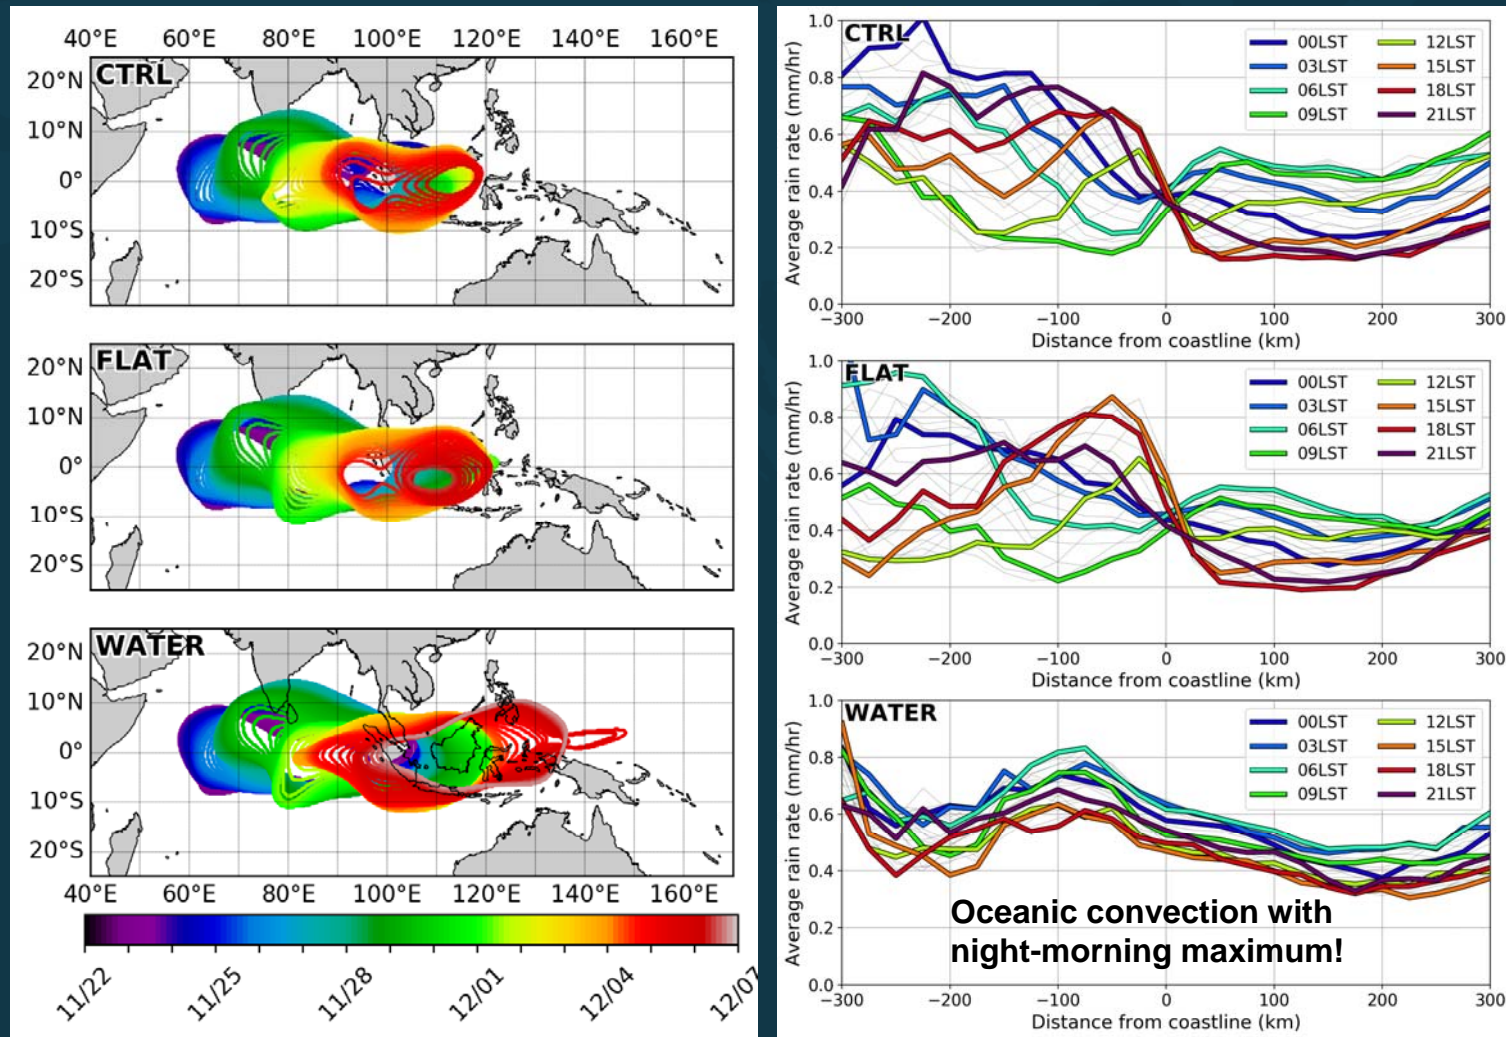 40°E 60°E 80°E 100°E 120°E 140°E 160°E
CTRL
20°N
10°N
0°
10°S
20°S
FLAT
20°N
10°N
0°
10°S
20°S
WATER
20°N
10°N
0°
10°S
20°S
40°E 60°E 80°E 100°E 120°E 140°E 160°E
11/22 11/25 11/28 12/01 12/04 12/07
CTRL
Average rain rate (mm/hr)
1.0
0.8
0.6
0.4
0.2
0.0
00LST 12LST
03LST 15LST
06LST 18LST
09LST 21LST
−300 −200 −100 0 100 200 300
Distance from coastline (km)
FLAT
Average rain rate (mm/hr)
1.0
0.8
0.6
0.4
0.2
0.0
00LST 12LST
03LST 15LST
06LST 18LST
09LST 21LST
−300 −200 −100 0 100 200 300
Distance from coastline (km)
WATER
Average rain rate (mm/hr)
1.0
0.8
0.6
0.4
0.2
0.0
00LST 12LST
03LST 15LST
06LST 18LST
09LST 21LST
Oceanic convection with
night-morning maximum!
−300 −200 −100 0 100 200 300
Distance from coastline (km)